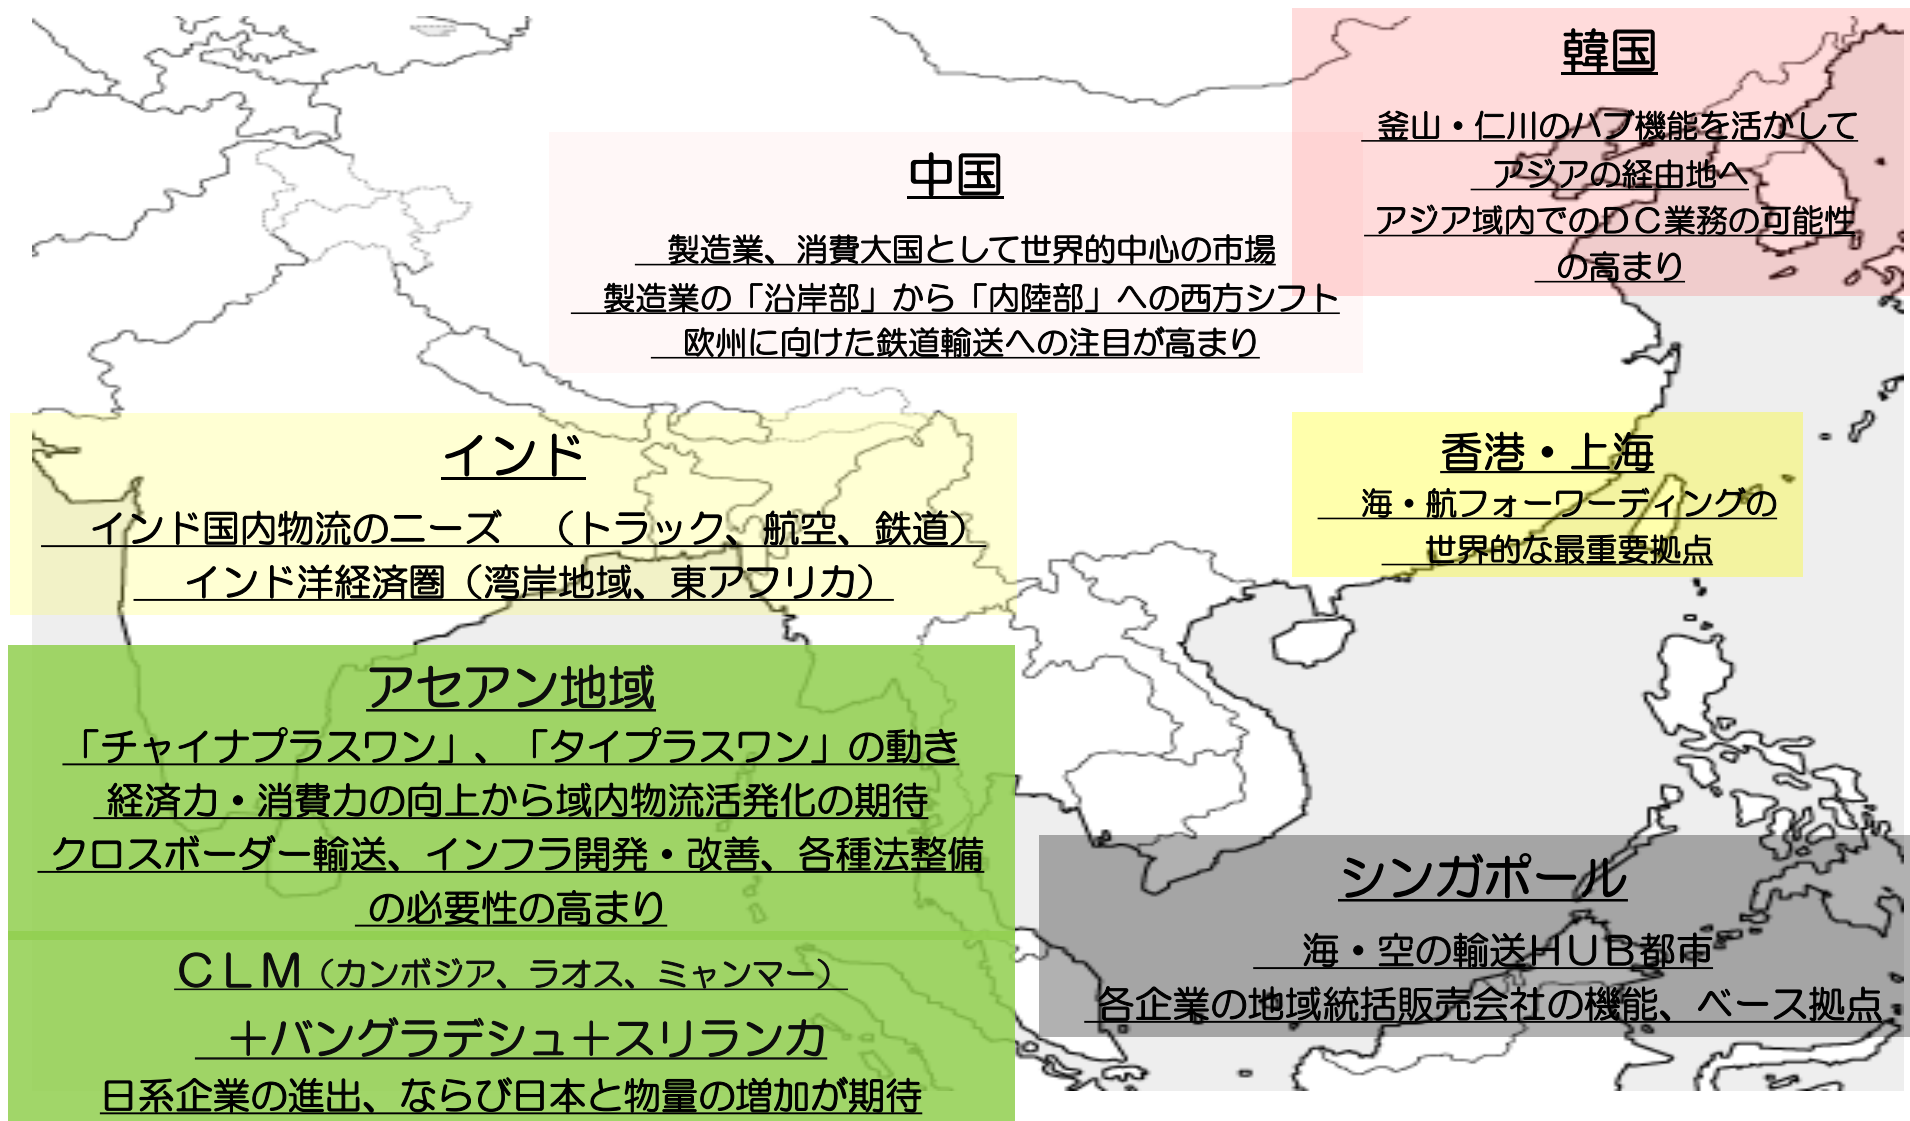 韓国
釜山・仁川のハブ機能を活かして
アジアの経由地へ
アジア域内でのＤＣ業務の可能性
の高まり
中国
製造業、消費大国として世界的中心の市場
製造業の「沿岸部」から「内陸部」への西方シフト
欧州に向けた鉄道輸送への注目が高まり
インド
インド国内物流のニーズ　（トラック、航空、鉄道）
インド洋経済圏（湾岸地域、東アフリカ）
香港・上海
海・航フォーワーディングの
世界的な最重要拠点
アセアン地域
「チャイナプラスワン」、「タイプラスワン」の動き
経済力・消費力の向上から域内物流活発化の期待
クロスボーダー輸送、インフラ開発・改善、各種法整備
の必要性の高まり
ＣＬＭ（カンボジア、ラオス、ミャンマー）
＋バングラデシュ＋スリランカ
日系企業の進出、ならび日本と物量の増加が期待
シンガポール
海・空の輸送ＨＵＢ都市
各企業の地域統括販売会社の機能、ベース拠点